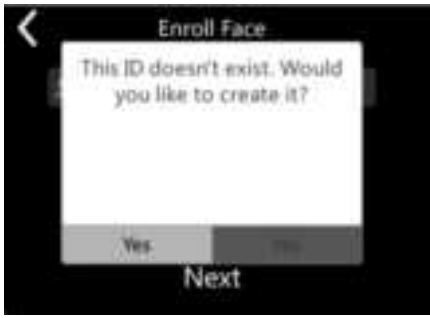 Enroll Face
This ID doesn't exist. Would
you like to create it?
Yes
Next